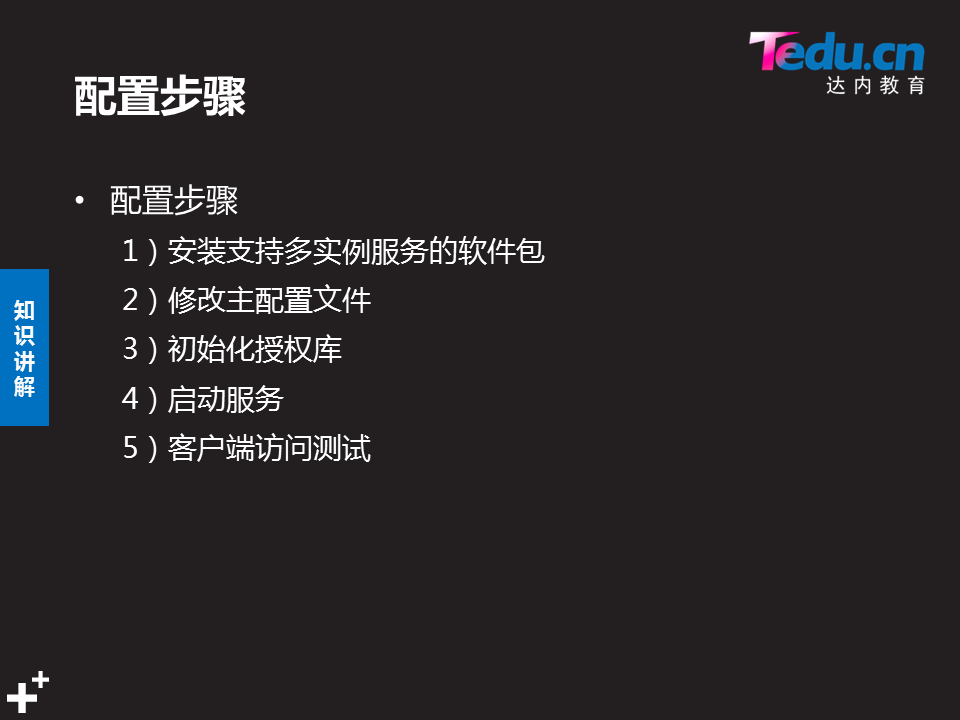 Tedu.cn
达内教育
配置步骤
• 配置步骤
1）安装支持多实例服务的软件包
2）修改主配置文件
3）初始化授权库
4）启动服务
5）客户端访问测试
知
识
讲
解